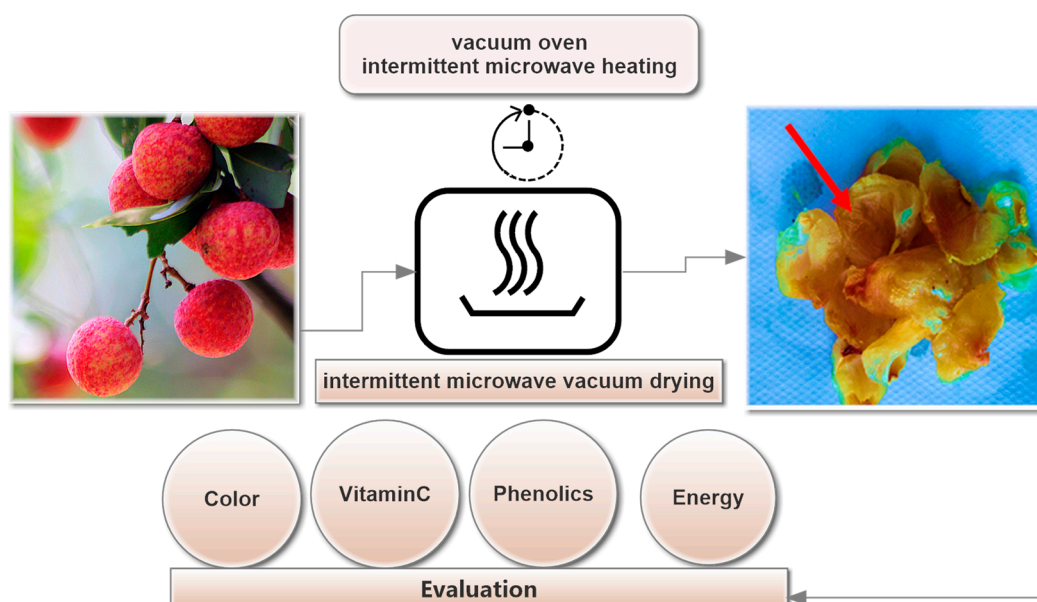 vacuum oven
intermittent microwave heating
intermittent microwave vacuum drying
Color
VitaminC
Phenolics
Energy
Evaluation